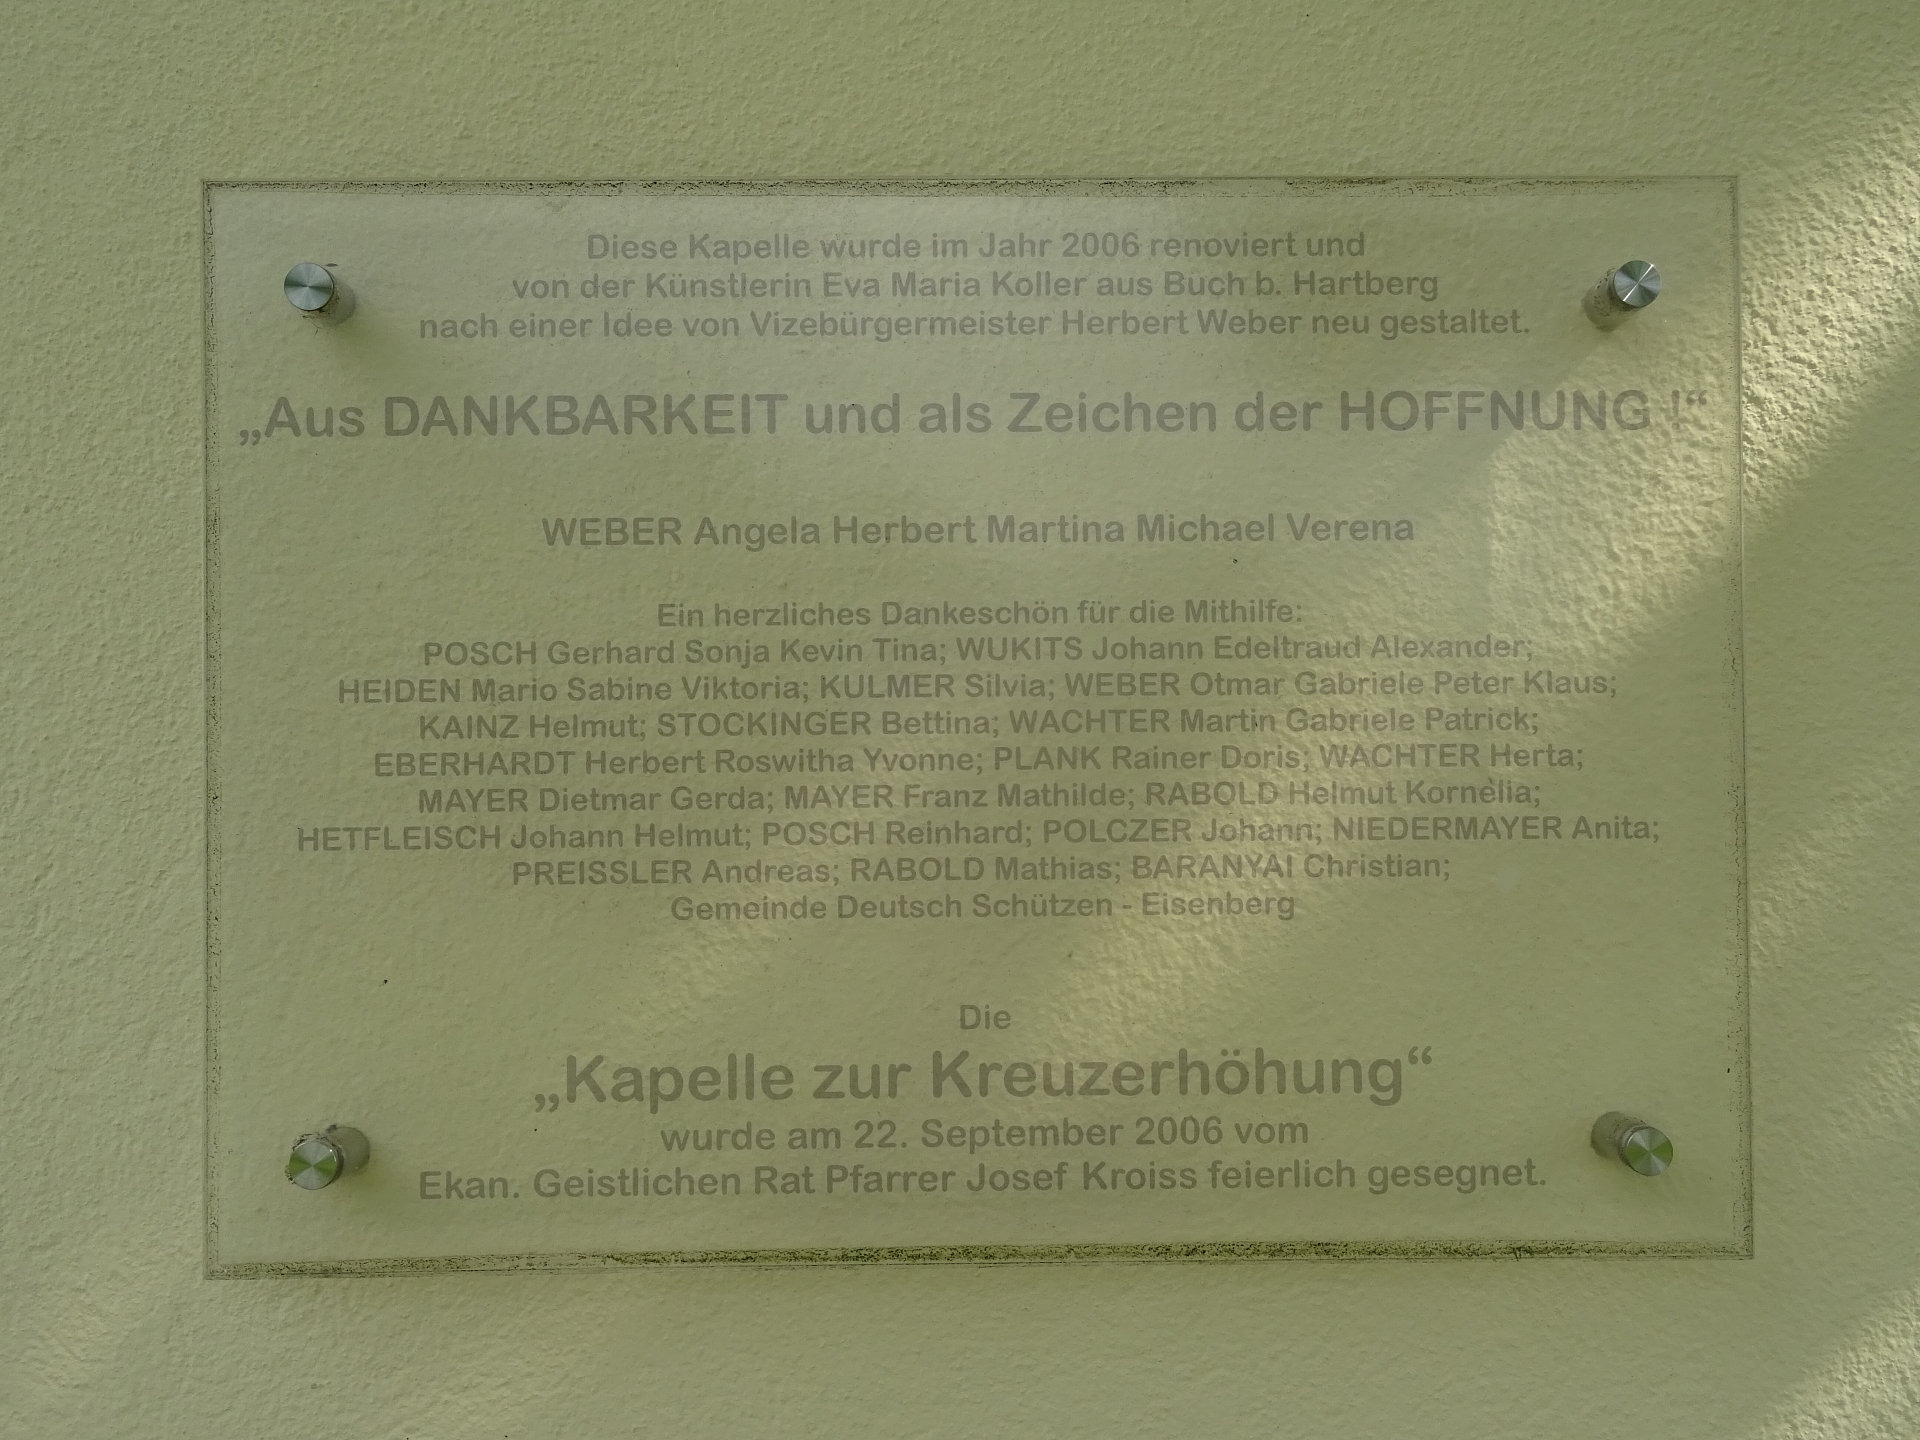 Diese Kapelle wurde im Jahr 2006 renoviert und
von der Künstlerin Eva Maria Koller aus Buch b. Hartberg
nach einer Idee von Vizebürgermeister Herbert Weber neu gestaltet.
„Aus DANKBARKEIT und als Zeichen der HOFFNUNG !“
WEBER Angela Herbert Martina Michael Verena
Ein herzliches Dankeschön für die Mithilfe:
POSCH Gerhard Sonja Kevin Tina; WUKITS Johann Edeltraud Alexander;
HEIDEN Mario Sabine Viktoria; KULMER Silvia; WEBER Otmar Gabriele Peter Klaus;
KAINZ Helmut; STOCKINGER Bettina; WACHTER Martin Gabriele Patrick;
EBERHARDT Herbert Roswitha Yvonne; PLANK Rainer Doris; WACHTER Herta;
MAYER Dietmar Gerda; MAYER Franz Mathilde; RABOLD Helmut Kornelia;
HETFLEISCH Johann Helmut; POSCH Reinhard; POLCZER Johann; NIEDERMAYER Anita;
PREISSLER Andreas; RABOLD Mathias; BARANYAI Christian;
Gemeinde Deutsch Schützen - Eisenberg
Die
„Kapelle zur Kreuzerhöhung“
wurde am 22. September 2006 vom
Ekan. Geistlichen Rat Pfarrer Josef Kroiss feierlich gesegnet.